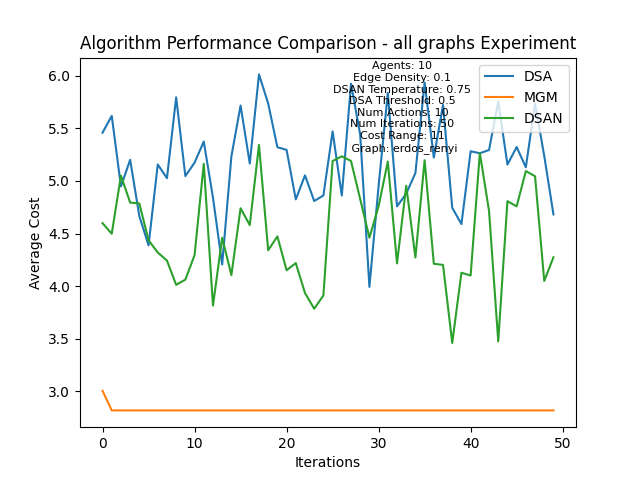 Algorithm Performance Comparison - all graphs Experiment
Agents: 10
Edge Density: 0.1
DSAN Temperature: 0.75
DSA Threshold: 0.5
Num Actions: 10
Num Iterations: 50
Cost Range: 11
Graph: erdos_renyi
DSA
MGM
DSAN
Average Cost
6.0
5.5
5.0
4.5
4.0
3.5
3.0
0 10 20 30 40 50
Iterations